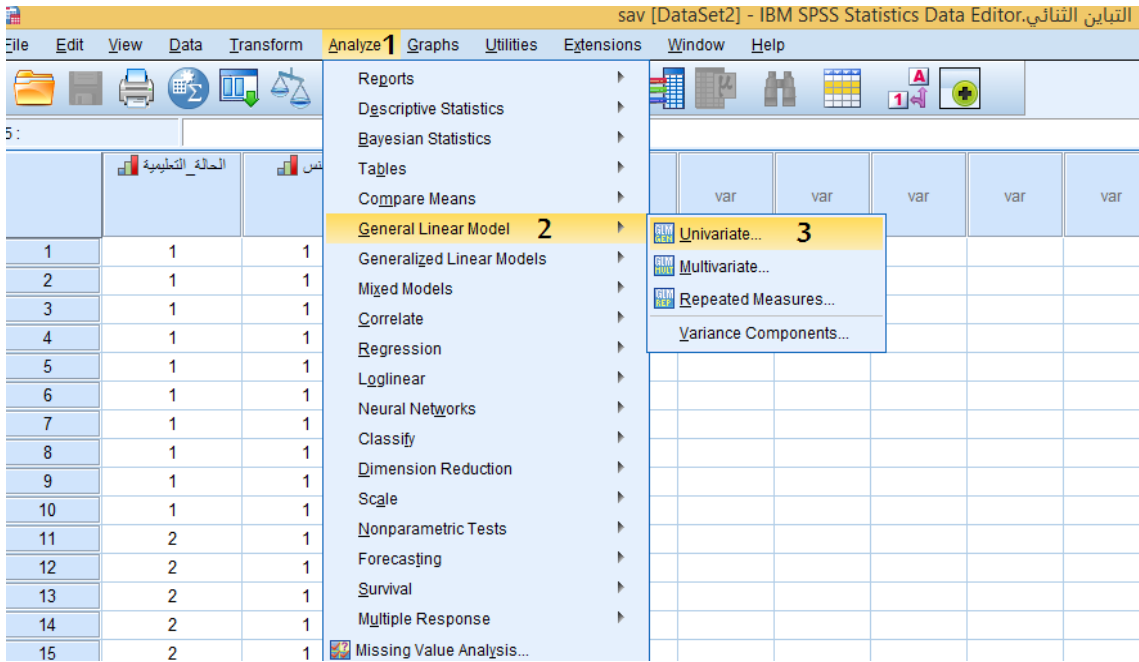 التباين الثنائي.sav [DataSet2] - IBM SPSS Statistics Data Editor
File Edit View Data Transform Analyze 1 Graphs Utilities Extensions Window Help
5 :
الحالة_التعليمية
var var var var var
Reports
Descriptive Statistics
Bayesian Statistics
Tables
Compare Means
General Linear Model 2
Generalized Linear Models
Mixed Models
Correlate
Regression
Loglinear
Neural Networks
Classify
Dimension Reduction
Scale
Nonparametric Tests
Forecasting
Survival
Multiple Response
Missing Value Analysis...
Univariate... 3
Multivariate...
Repeated Measures...
Variance Components...
1 1 1
2 1 1
3 1 1
4 1 1
5 1 1
6 1 1
7 1 1
8 1 1
9 1 1
10 1 1
11 2 1
12 2 1
13 2 1
14 2 1
15 2 1